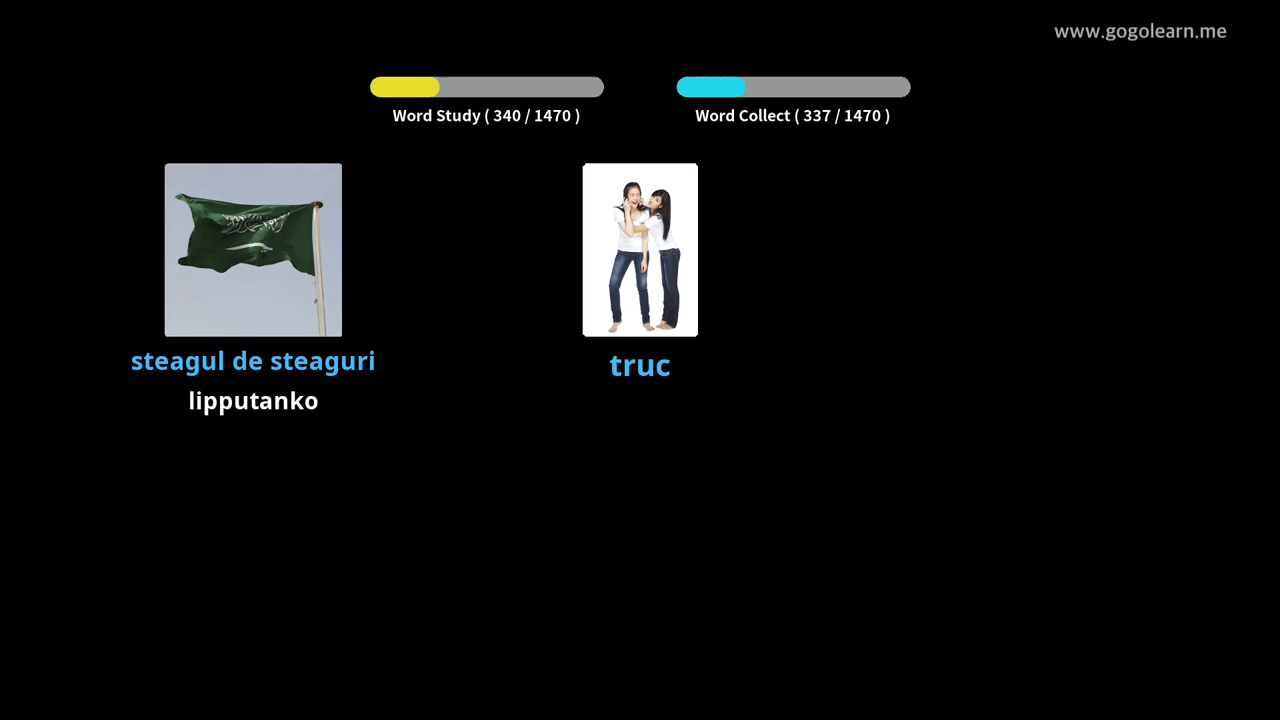 www.gogolearn.me
Word Study ( 340 / 1470 )
Word Collect ( 337 / 1470 )
steagul de steaguri
lipputanko
truc